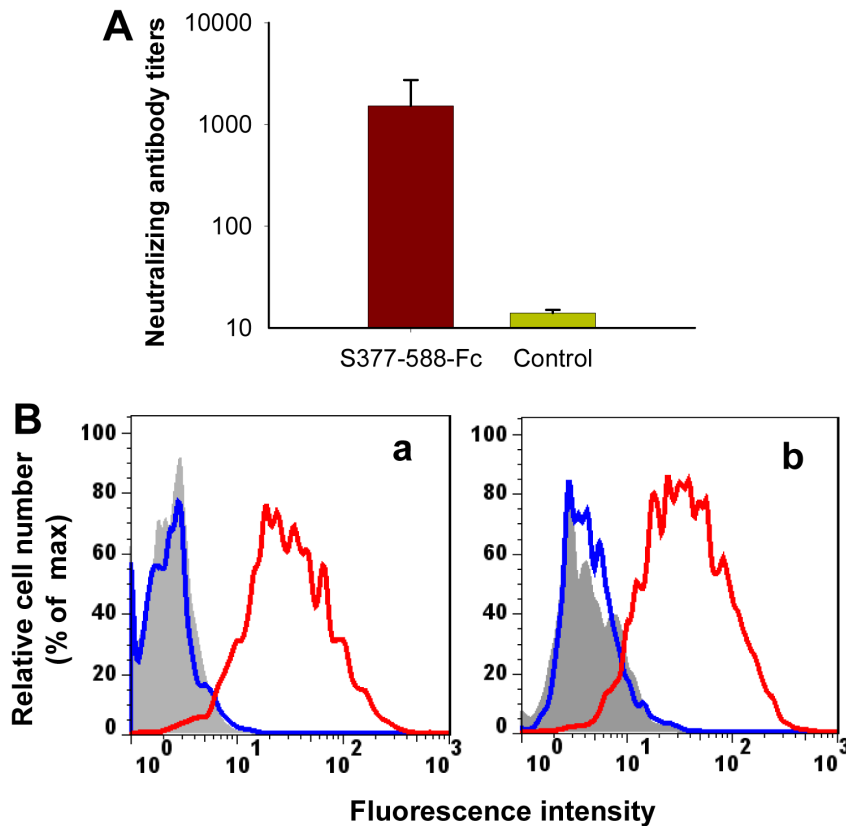 A
Neutralizing antibody titers
10000
1000
100
10
S377-588-Fc Control
B
Relative cell number
(% of max)
100
80
60
40
20
0
a
10⁰ 10¹ 10² 10³
100
80
60
40
20
0
b
10⁰ 10¹ 10² 10³
Fluorescence intensity